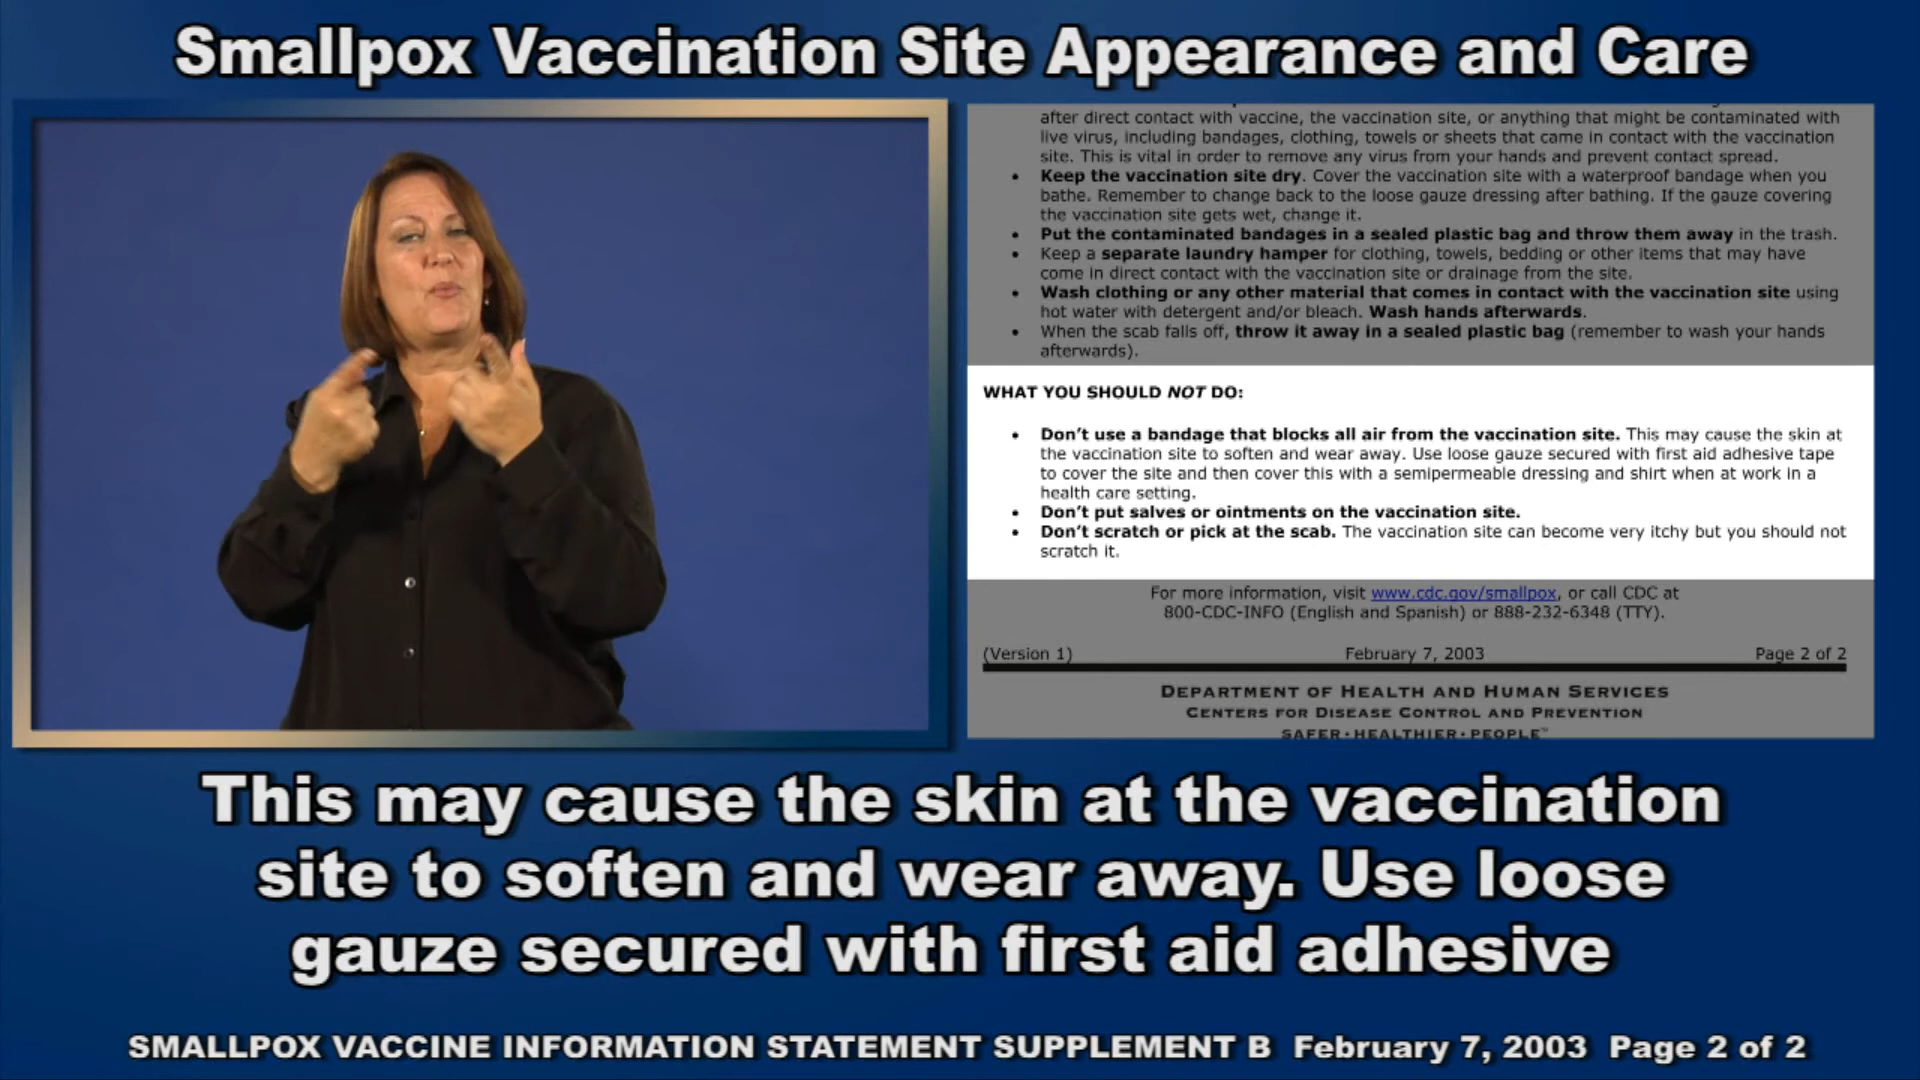 Smallpox Vaccination Site Appearance and Care
after direct contact with vaccine, the vaccination site, or anything that might be contaminated with
live virus, including bandages, clothing, towels or sheets that came in contact with the vaccination
site. This is vital in order to remove any virus from your hands and prevent contact spread.
• Keep the vaccination site dry. Cover the vaccination site with a waterproof bandage when you
bathe. Remember to change back to the loose gauze dressing after bathing. If the gauze covering
the vaccination site gets wet, change it.
• Put the contaminated bandages in a sealed plastic bag and throw them away in the trash.
• Keep a separate laundry hamper for clothing, towels, bedding or other items that may have
come in direct contact with the vaccination site or drainage from the site.
• Wash clothing or any other material that comes in contact with the vaccination site using
hot water with detergent and/or bleach. Wash hands afterwards.
• When the scab falls off, throw it away in a sealed plastic bag (remember to wash your hands
afterwards).
WHAT YOU SHOULD NOT DO:
• Don't use a bandage that blocks all air from the vaccination site. This may cause the skin at
the vaccination site to soften and wear away. Use loose gauze secured with first aid adhesive tape
to cover the site and then cover this with a semipermeable dressing and shirt when at work in a
health care setting.
• Don't put salves or ointments on the vaccination site.
• Don't scratch or pick at the scab. The vaccination site can become very itchy but you should not
scratch it.
For more information, visit www.cdc.gov/smallpox, or call CDC at
800-CDC-INFO (English and Spanish) or 888-232-6348 (TTY).
(Version 1) February 7, 2003 Page 2 of 2
DEPARTMENT OF HEALTH AND HUMAN SERVICES
CENTERS FOR DISEASE CONTROL AND PREVENTION
SAFER • HEALTHIER • PEOPLE™
This may cause the skin at the vaccination
site to soften and wear away. Use loose
gauze secured with first aid adhesive
SMALLPOX VACCINE INFORMATION STATEMENT SUPPLEMENT B February 7, 2003 Page 2 of 2